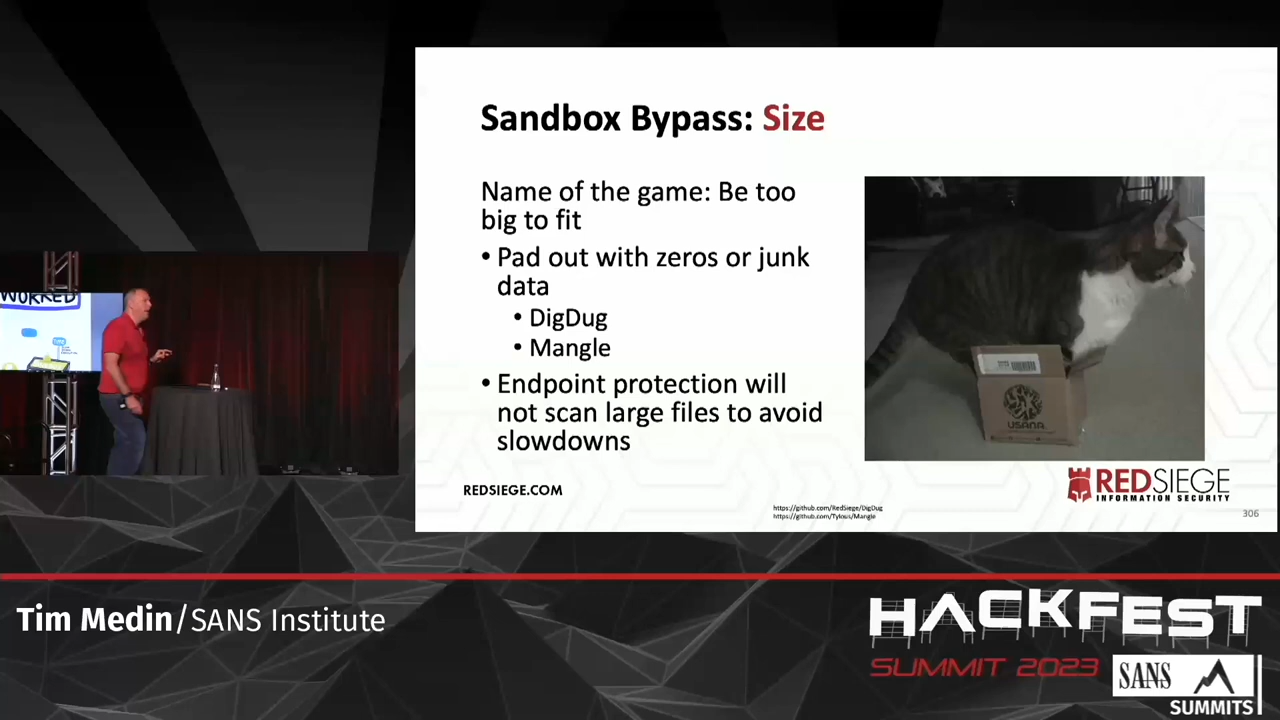 Sandbox Bypass: Size
Name of the game: Be too
big to fit
• Pad out with zeros or junk
data
• DigDug
• Mangle
• Endpoint protection will
not scan large files to avoid
slowdowns
USANA
REDSIEGE.COM
REDSIEGE
INFORMATION SECURITY
https://github.com/RedSiege/DigDug
https://github.com/Tylous/Mangle
306
WORKED
Tim Medin/SANS Institute
HACKFEST
SUMMIT 2023
SANS
SUMMITS